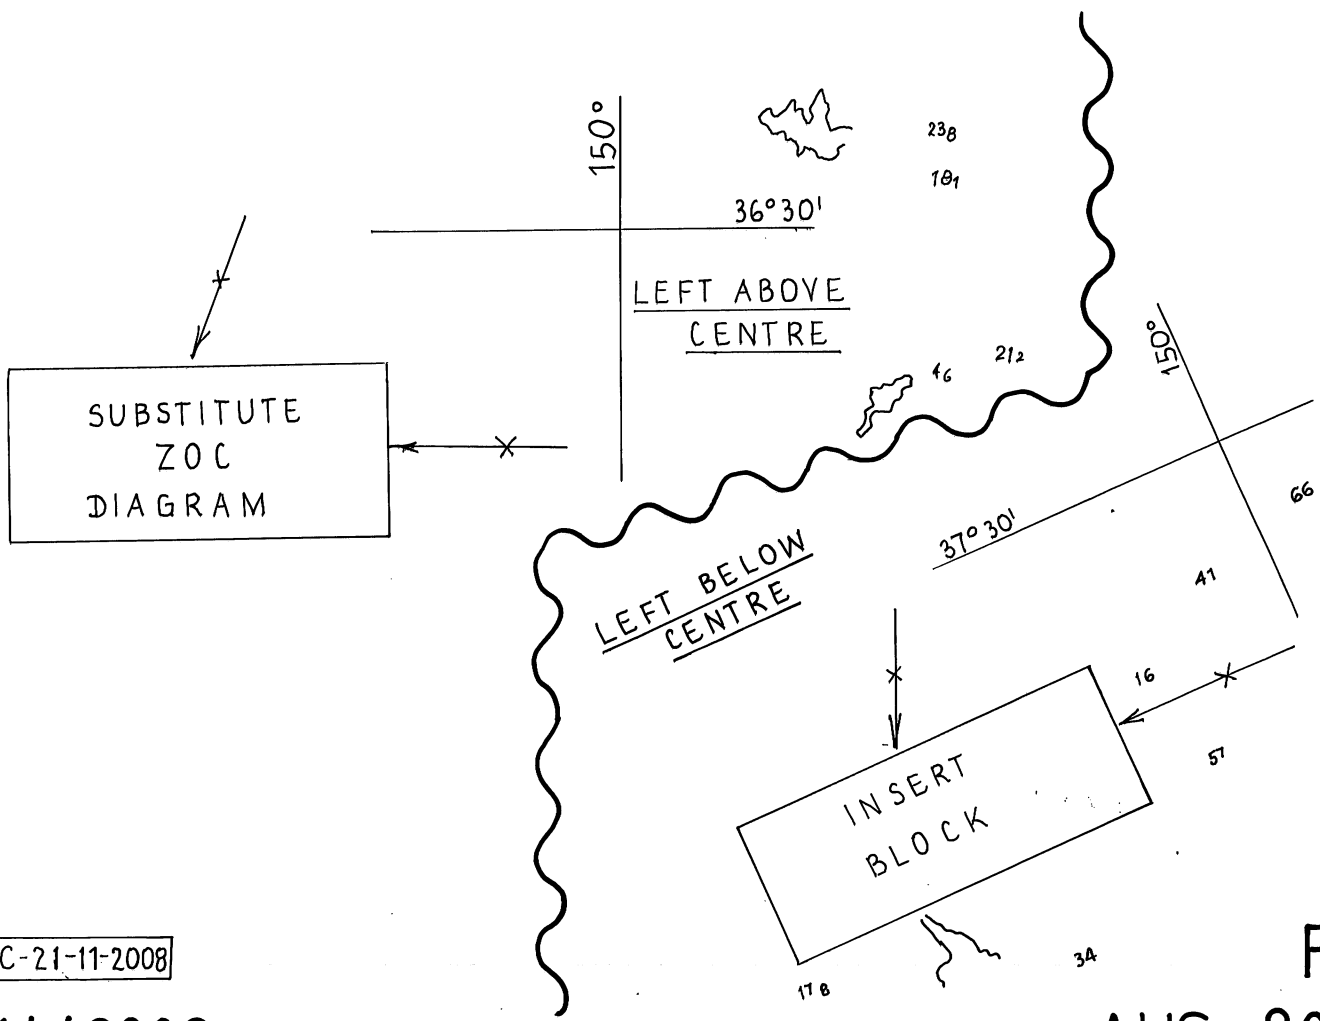 150°
23₈
18₁
36°30'
LEFT ABOVE
CENTRE
21₂
4₆
150°
SUBSTITUTE
ZOC
DIAGRAM
66
37°30'
41
LEFT BELOW
CENTRE
16
57
INSERT
BLOCK
C-21-11-2008
34
17₈